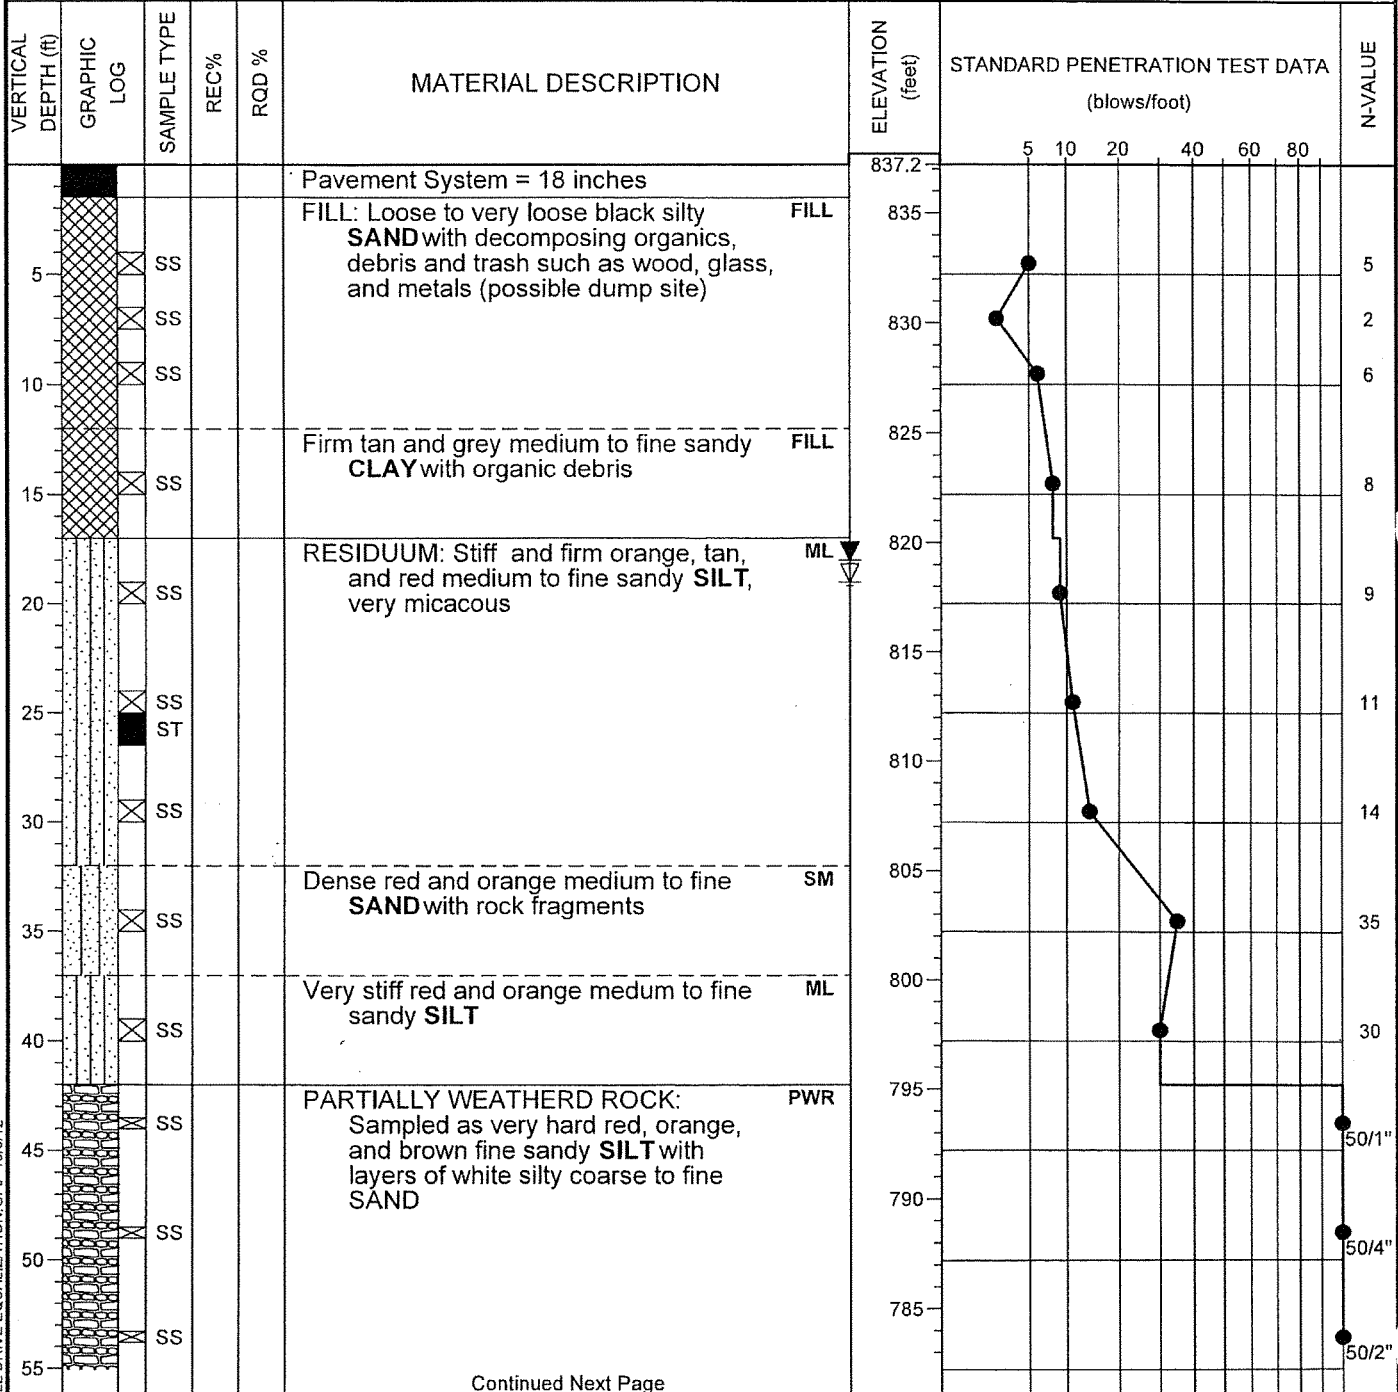 VERTICAL
DEPTH (ft)
GRAPHIC
LOG
SAMPLE TYPE
REC%
RQD %
MATERIAL DESCRIPTION
ELEVATION
(feet)
STANDARD PENETRATION TEST DATA
(blows/foot)
N-VALUE
5 10 20 40 60 80
837.2
Pavement System = 18 inches
FILL: Loose to very loose black silty FILL
SAND with decomposing organics,
debris and trash such as wood, glass,
and metals (possible dump site)
835
SS 5
5
SS 830 2
SS 6
10
Firm tan and grey medium to fine sandy FILL
CLAY with organic debris
825
SS 8
15
RESIDUUM: Stiff and firm orange, tan, ML
and red medium to fine sandy SILT,
very micacous
820
SS 9
20
815
SS 11
25
ST
810
SS 14
30
Dense red and orange medium to fine SM
SAND with rock fragments
805
SS 35
35
Very stiff red and orange medum to fine ML
sandy SILT
800
SS 30
40
PARTIALLY WEATHERD ROCK: PWR
Sampled as very hard red, orange,
and brown fine sandy SILT with
layers of white silty coarse to fine
SAND
795
SS 50/1"
45
790
SS 50/4"
50
785
SS 50/2"
55
Continued Next Page